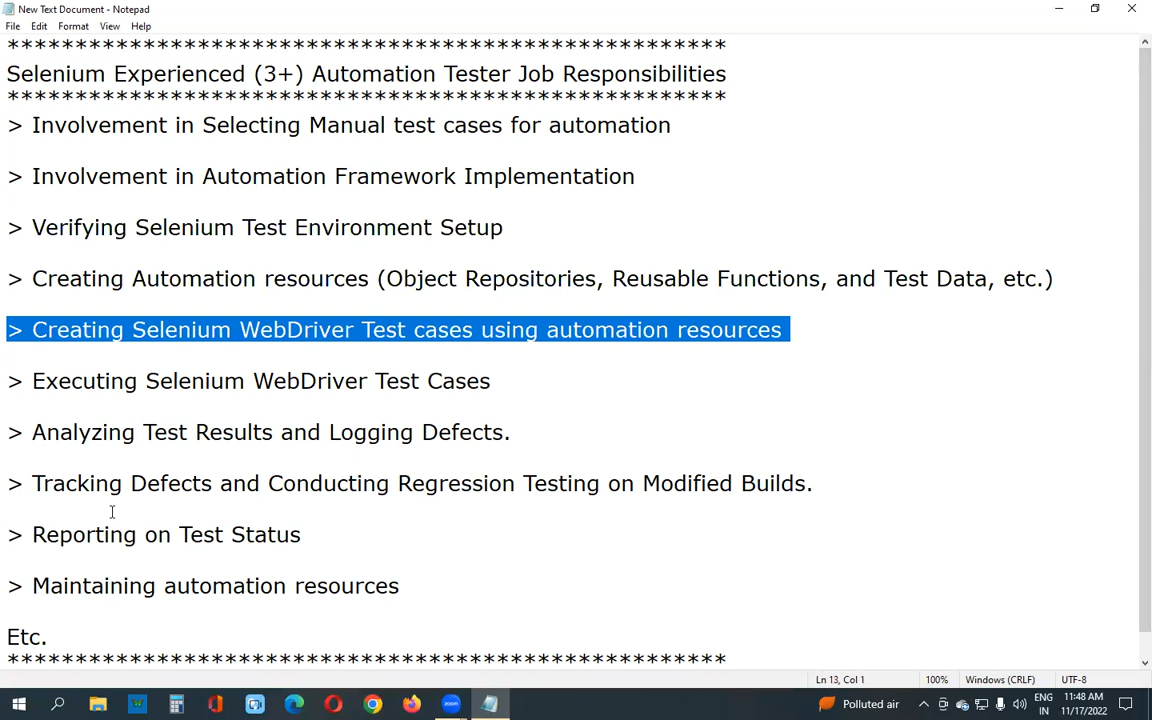 New Text Document - Notepad
File Edit Format View Help
*****************************************************
Selenium Experienced (3+) Automation Tester Job Responsibilities
*****************************************************
> Involvement in Selecting Manual test cases for automation
> Involvement in Automation Framework Implementation
> Verifying Selenium Test Environment Setup
> Creating Automation resources (Object Repositories, Reusable Functions, and Test Data, etc.)
> Creating Selenium WebDriver Test cases using automation resources
> Executing Selenium WebDriver Test Cases
> Analyzing Test Results and Logging Defects.
> Tracking Defects and Conducting Regression Testing on Modified Builds.
> Reporting on Test Status
> Maintaining automation resources
Etc.
*****************************************************
Ln 13, Col 1 100% Windows (CRLF) UTF-8
zoom Polluted air ENG IN 11:48 AM 11/17/2022